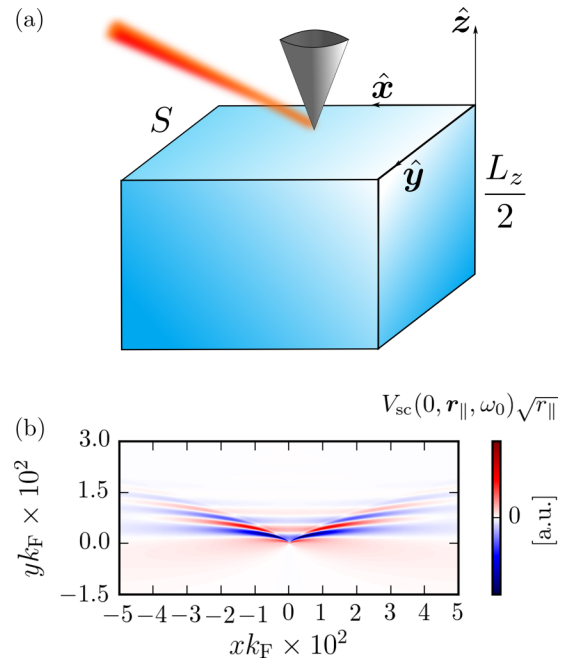 (a)
ẑ
x̂
S
ŷ
L_z
2
V_sc(0, r_∥, ω_0)√r_∥
(b)
3.0
1.5
0.0
−1.5
yk_F × 10^2
0
[a.u.]
−5 −4 −3 −2 −1 0 1 2 3 4 5
xk_F × 10^2